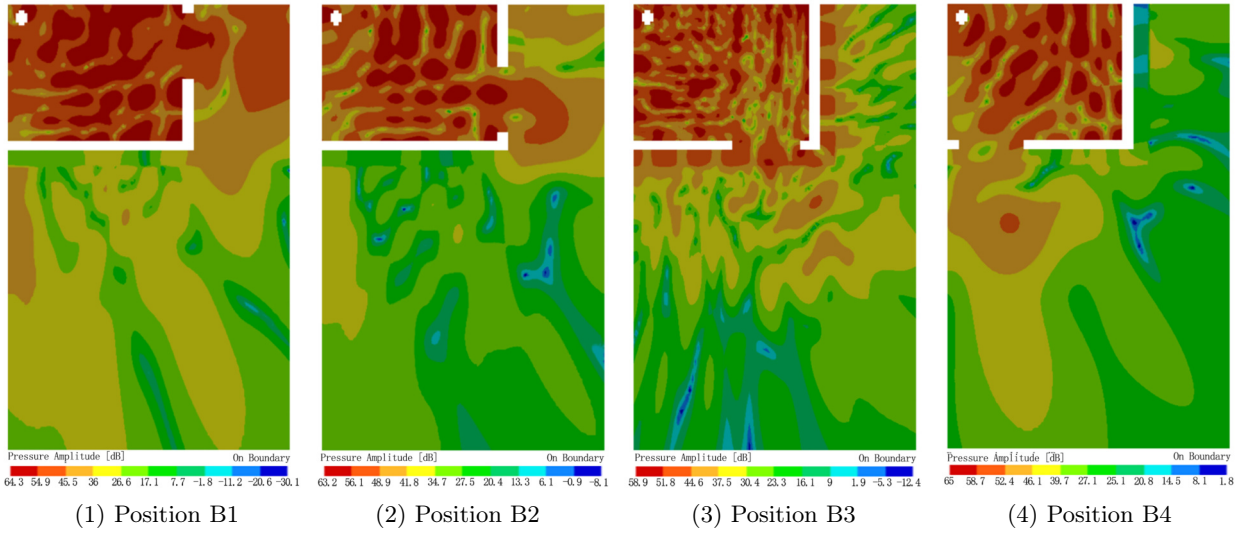 Pressure Amplitude [dB] On Boundary
64.3 54.9 45.5 36 26.6 17.1 7.7 -1.8 -11.2 -20.6 -30.1
(1) Position B1
Pressure Amplitude [dB] On Boundary
63.2 56.1 48.9 41.8 34.7 27.5 20.4 13.3 6.1 -0.9 -8.1
(2) Position B2
Pressure Amplitude [dB] On Boundary
58.9 51.8 44.6 37.5 30.4 23.3 16.1 9 1.9 -5.3 -12.4
(3) Position B3
Pressure Amplitude [dB] On Boundary
65 58.7 52.4 46.1 39.7 27.1 25.1 20.8 14.5 8.1 1.8
(4) Position B4